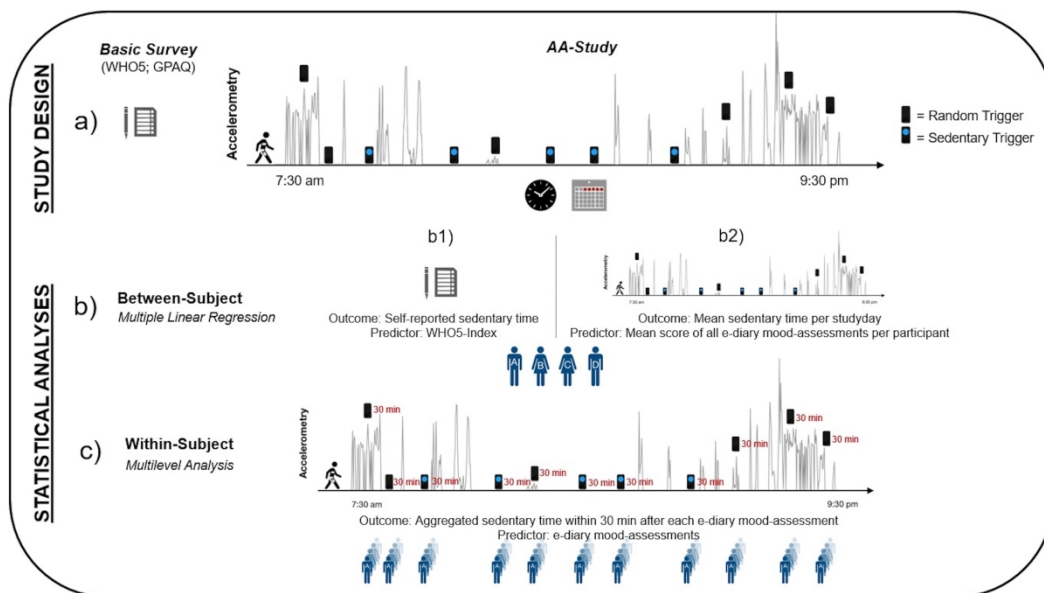 STUDY DESIGN
a)
Basic Survey
(WHO5; GPAQ)
AA-Study
Accelerometry
7:30 am
9:30 pm
= Random Trigger
= Sedentary Trigger
STATISTICAL ANALYSES
b)
Between-Subject
Multiple Linear Regression
b1)
Outcome: Self-reported sedentary time
Predictor: WHO5-Index
b2)
Accelerometry
7:30 am
9:30 pm
Outcome: Mean sedentary time per studyday
Predictor: Mean score of all e-diary mood-assessments per participant
A
B
C
D
c)
Within-Subject
Multilevel Analysis
Accelerometry
30 min
30 min
30 min
30 min
30 min
30 min
30 min
30 min
30 min
30 min
30 min
7:30 am
9:30 pm
Outcome: Aggregated sedentary time within 30 min after each e-diary mood-assessment
Predictor: e-diary mood-assessments
A
A
A
A
A
A
A
A
A
A